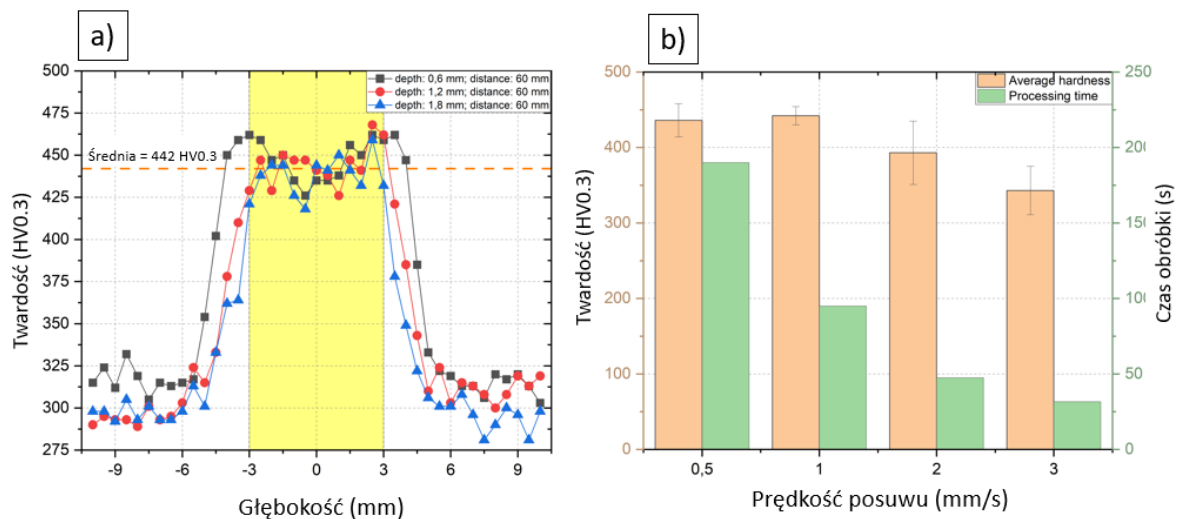 a)
500
475
450
425
400
375
350
325
300
275
Twardość (HV0.3)
depth: 0,6 mm; distance: 60 mm
depth: 1,2 mm; distance: 60 mm
depth: 1,8 mm; distance: 60 mm
Średnia = 442 HV0.3
-9 -6 -3 0 3 6 9
Głębokość (mm)
b)
500
400
300
200
100
0
Twardość (HV0.3)
Average hardness
Processing time
250
200
150
100
50
0
Czas obróbki (s)
0,5 1 2 3
Prędkość posuwu (mm/s)